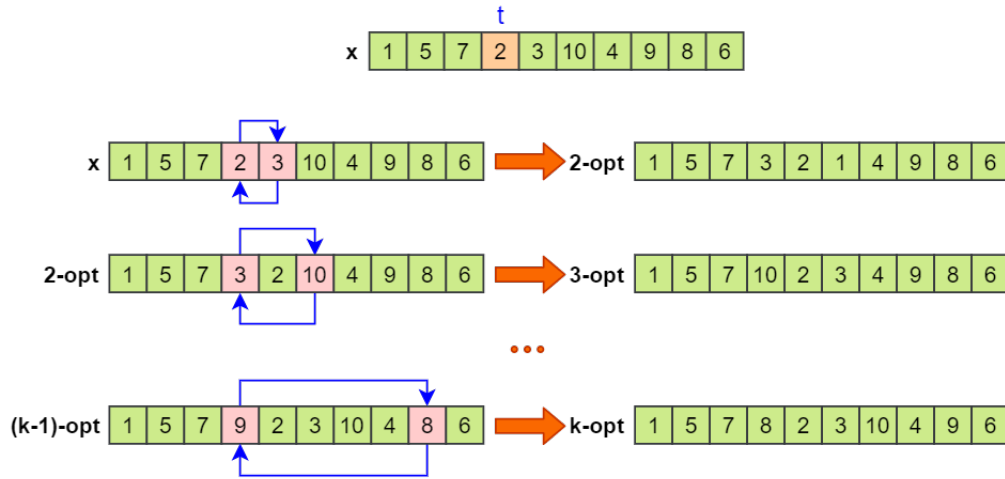 t
x 1 5 7 2 3 10 4 9 8 6
x 1 5 7 2 3 10 4 9 8 6 2-opt 1 5 7 3 2 1 4 9 8 6
2-opt 1 5 7 3 2 10 4 9 8 6 3-opt 1 5 7 10 2 3 4 9 8 6
...
(k-1)-opt 1 5 7 9 2 3 10 4 8 6 k-opt 1 5 7 8 2 3 10 4 9 6